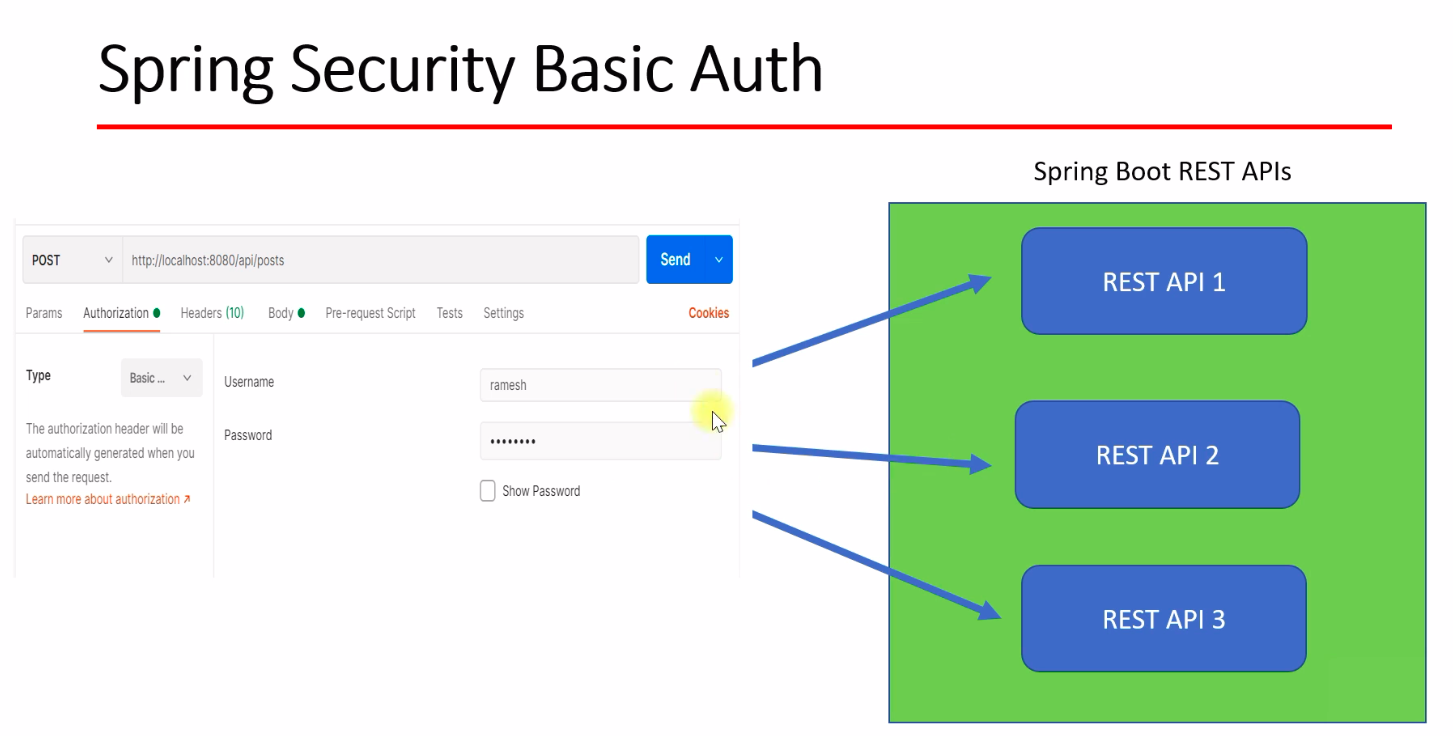 Spring Security Basic Auth
Spring Boot REST APIs
POST http://localhost:8080/api/posts Send
Params Authorization Headers (10) Body Pre-request Script Tests Settings Cookies
Type Basic ...
The authorization header will be
automatically generated when you
send the request.
Learn more about authorization ↗
Username ramesh
Password ••••••••
Show Password
REST API 1
REST API 2
REST API 3